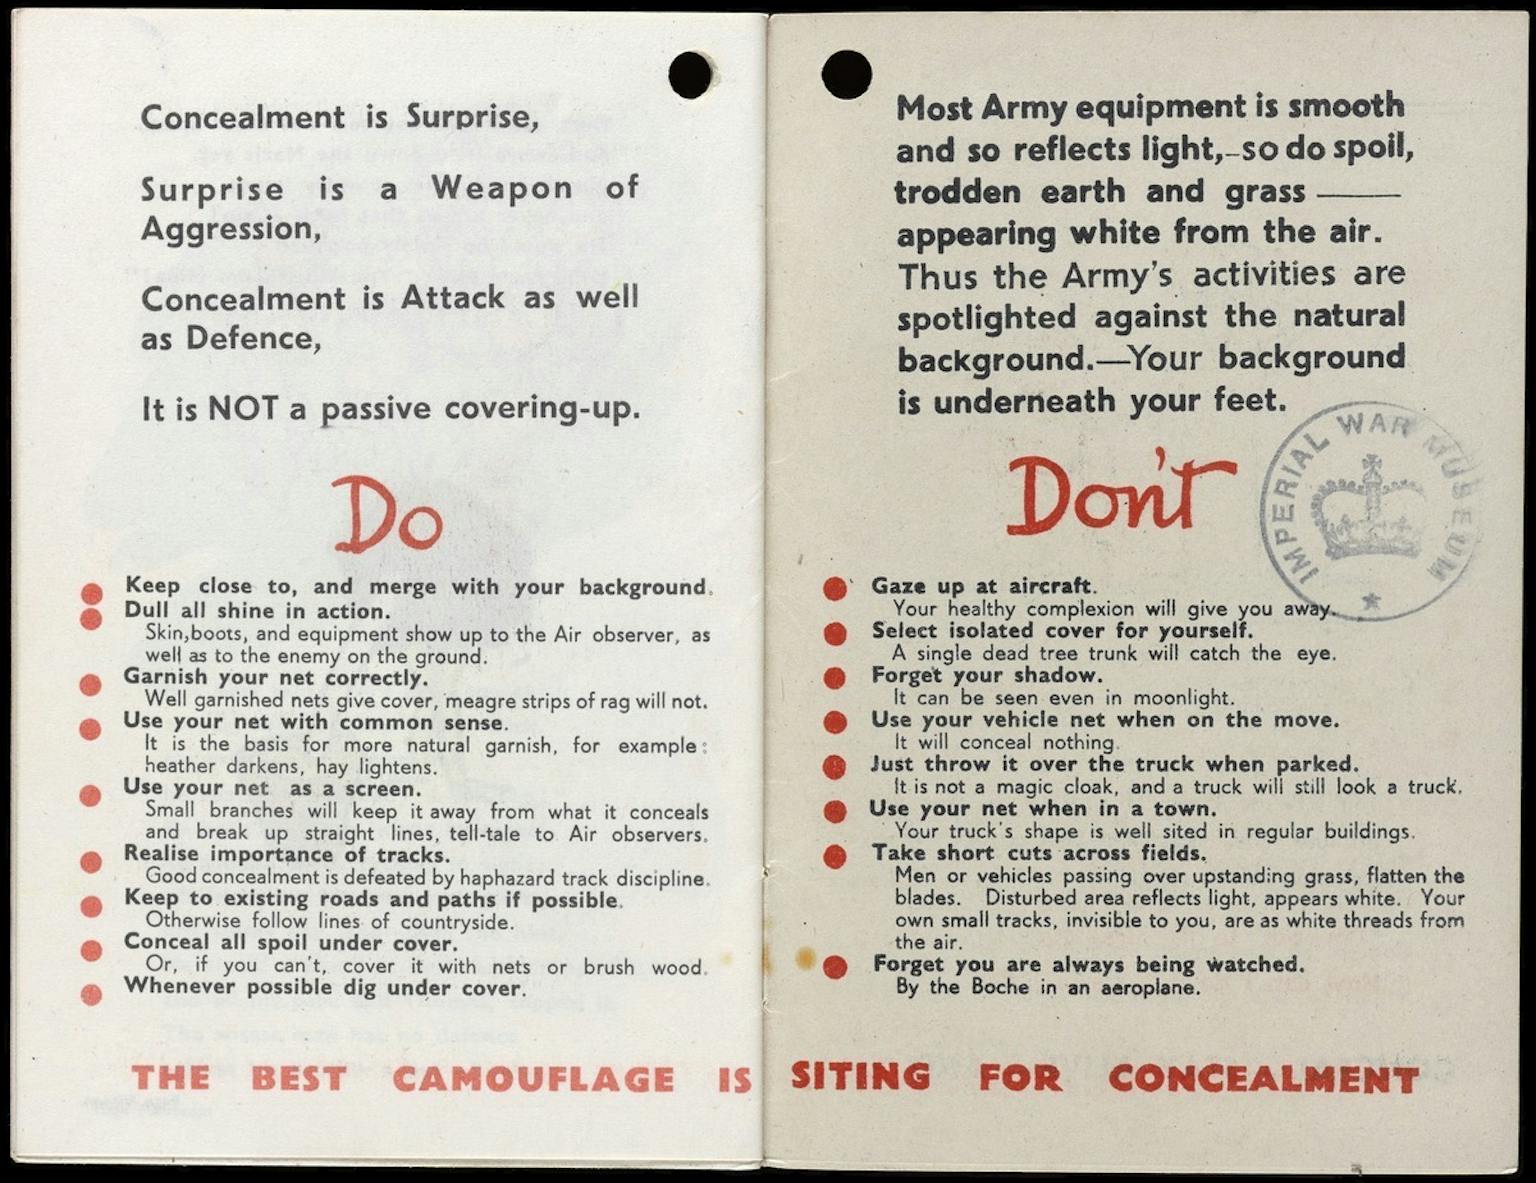 Concealment is Surprise,
Surprise is a Weapon of
Aggression,
Concealment is Attack as well
as Defence,
It is NOT a passive covering-up.
Do
Keep close to, and merge with your background.
Dull all shine in action.
Skin, boots, and equipment show up to the Air observer, as
well as to the enemy on the ground.
Garnish your net correctly.
Well garnished nets give cover, meagre strips of rag will not.
Use your net with common sense.
It is the basis for more natural garnish, for example:
heather darkens, hay lightens.
Use your net as a screen.
Small branches will keep it away from what it conceals
and break up straight lines, tell-tale to Air observers.
Realise importance of tracks.
Good concealment is defeated by haphazard track discipline.
Keep to existing roads and paths if possible.
Otherwise follow lines of countryside.
Conceal all spoil under cover.
Or, if you can't, cover it with nets or brush wood.
Whenever possible dig under cover.
Most Army equipment is smooth
and so reflects light,–so do spoil,
trodden earth and grass ——
appearing white from the air.
Thus the Army's activities are
spotlighted against the natural
background.—Your background
is underneath your feet.
IMPERIAL WAR MUSEUM
Don't
Gaze up at aircraft.
Your healthy complexion will give you away.
Select isolated cover for yourself.
A single dead tree trunk will catch the eye.
Forget your shadow.
It can be seen even in moonlight.
Use your vehicle net when on the move.
It will conceal nothing.
Just throw it over the truck when parked.
It is not a magic cloak, and a truck will still look a truck.
Use your net when in a town.
Your truck's shape is well sited in regular buildings.
Take short cuts across fields.
Men or vehicles passing over upstanding grass, flatten the
blades. Disturbed area reflects light, appears white. Your
own small tracks, invisible to you, are as white threads from
the air.
Forget you are always being watched.
By the Boche in an aeroplane.
THE BEST CAMOUFLAGE IS SITING FOR CONCEALMENT